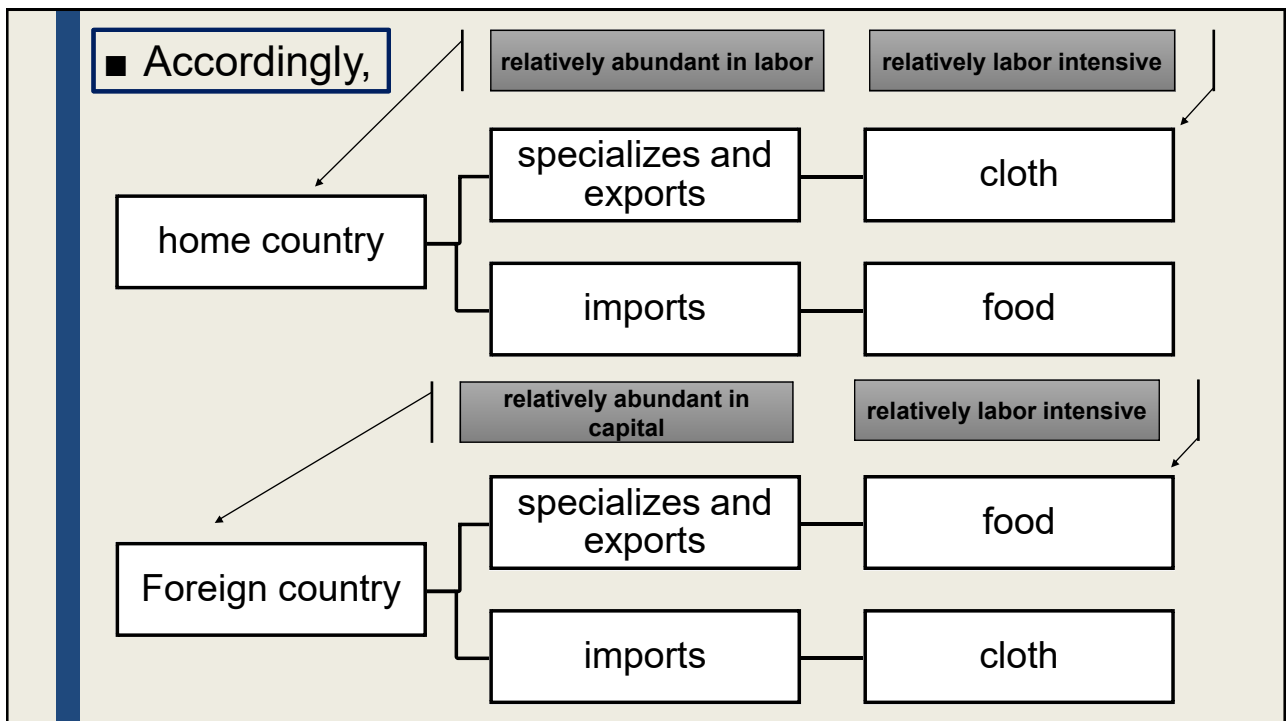 ■ Accordingly,
relatively abundant in labor
relatively labor intensive
specializes and
exports
cloth
home country
imports
food
relatively abundant in
capital
relatively labor intensive
specializes and
exports
food
Foreign country
imports
cloth